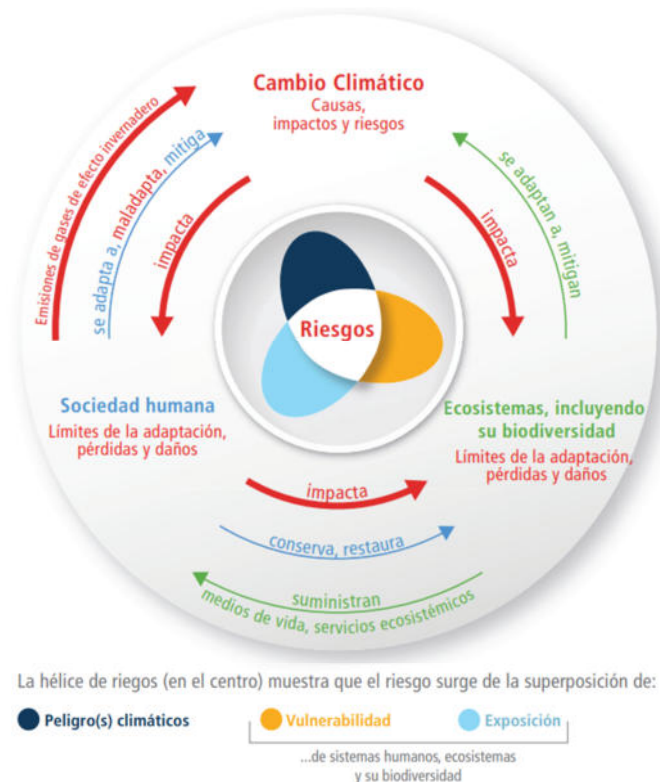 Cambio Climático
Causas,
impactos y riesgos
Emisiones de gases de efecto invernadero
se adapta a, maladapta, mitiga
impacta
impacta
se adaptan a, mitigan
Riesgos
Sociedad humana
Límites de la adaptación,
pérdidas y daños
Ecosistemas, incluyendo
su biodiversidad
Límites de la adaptación,
pérdidas y daños
impacta
conserva, restaura
suministran
medios de vida, servicios ecosistémicos
La hélice de riegos (en el centro) muestra que el riesgo surge de la superposición de:
Peligro(s) climáticos
Vulnerabilidad
Exposición
...de sistemas humanos, ecosistemas
y su biodiversidad